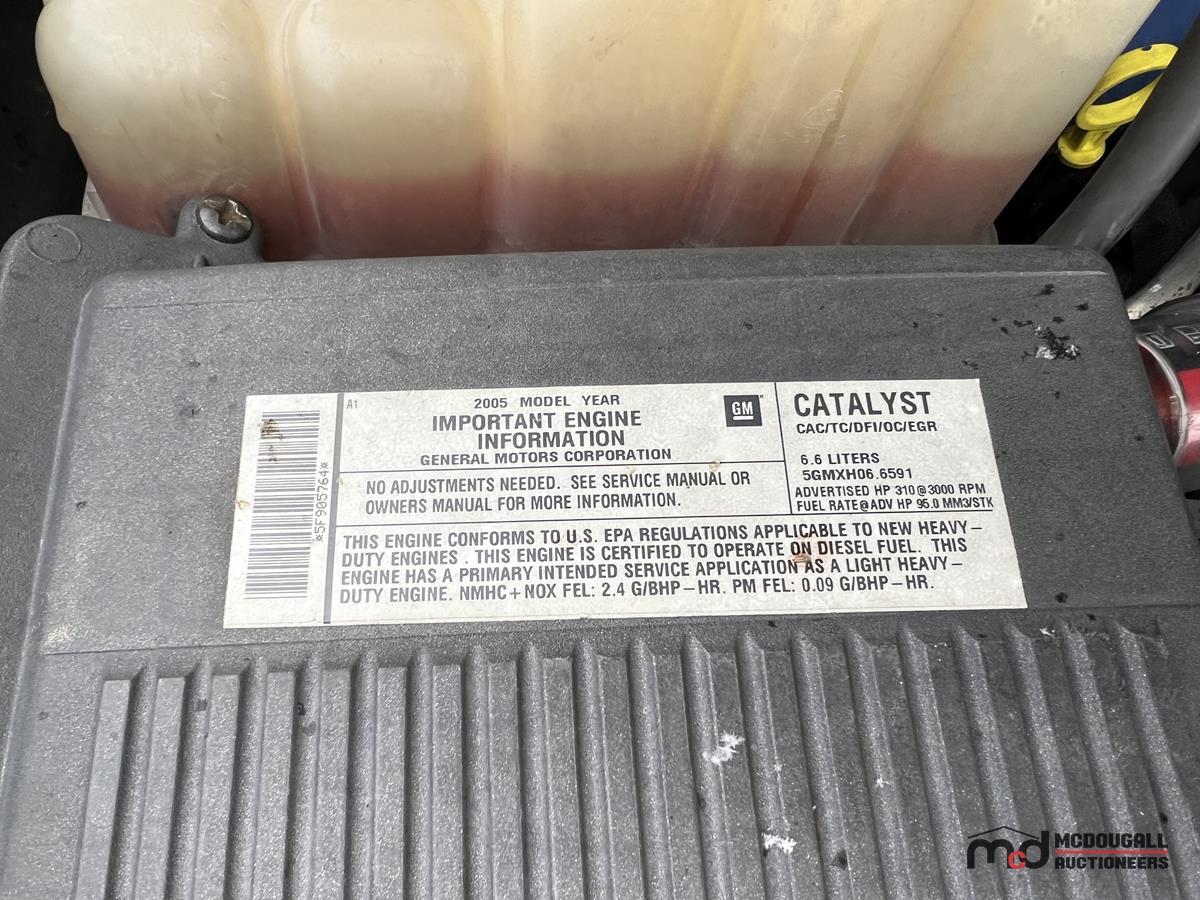 A1
2005 MODEL YEAR
IMPORTANT ENGINE
INFORMATION
GENERAL MOTORS CORPORATION
GM
NO ADJUSTMENTS NEEDED. SEE SERVICE MANUAL OR
OWNERS MANUAL FOR MORE INFORMATION.
CATALYST
CAC/TC/DFI/OC/EGR
6.6 LITERS
5GMXH06.6591
ADVERTISED HP 310@3000 RPM
FUEL RATE@ADV HP 95.0 MM3/STK
*5F905764*
THIS ENGINE CONFORMS TO U.S. EPA REGULATIONS APPLICABLE TO NEW HEAVY-
DUTY ENGINES. THIS ENGINE IS CERTIFIED TO OPERATE ON DIESEL FUEL. THIS
ENGINE HAS A PRIMARY INTENDED SERVICE APPLICATION AS A LIGHT HEAVY-
DUTY ENGINE. NMHC+NOX FEL: 2.4 G/BHP-HR. PM FEL: 0.09 G/BHP-HR.
mcd MCDOUGALL
AUCTIONEERS